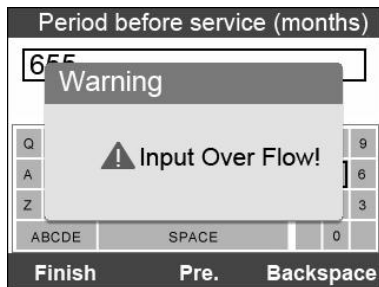 Period before service (months)
655
Warning
Input Over Flow!
Q 9
A 6
Z 3
ABCDE SPACE 0
Finish Pre. Backspace